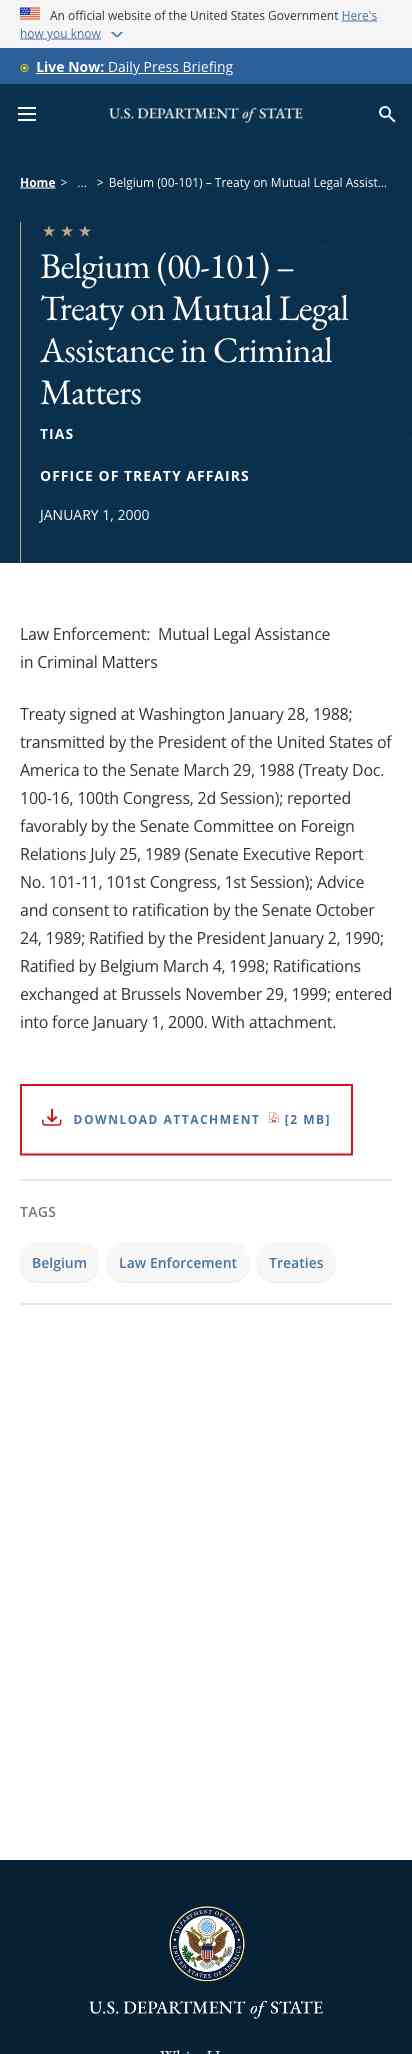 An official website of the United States Government Here's
how you know
Live Now: Daily Press Briefing
U.S. DEPARTMENT of STATE
Home > ... > Belgium (00-101) – Treaty on Mutual Legal Assist...
Belgium (00-101) –
Treaty on Mutual Legal
Assistance in Criminal
Matters
TIAS
OFFICE OF TREATY AFFAIRS
JANUARY 1, 2000
Law Enforcement:  Mutual Legal Assistance
in Criminal Matters
Treaty signed at Washington January 28, 1988;
transmitted by the President of the United States of
America to the Senate March 29, 1988 (Treaty Doc.
100-16, 100th Congress, 2d Session); reported
favorably by the Senate Committee on Foreign
Relations July 25, 1989 (Senate Executive Report
No. 101-11, 101st Congress, 1st Session); Advice
and consent to ratification by the Senate October
24, 1989; Ratified by the President January 2, 1990;
Ratified by Belgium March 4, 1998; Ratifications
exchanged at Brussels November 29, 1999; entered
into force January 1, 2000. With attachment.
DOWNLOAD ATTACHMENT [2 MB]
TAGS
Belgium
Law Enforcement
Treaties
DEPARTMENT OF STATE
UNITED STATES OF AMERICA
U.S. DEPARTMENT of STATE